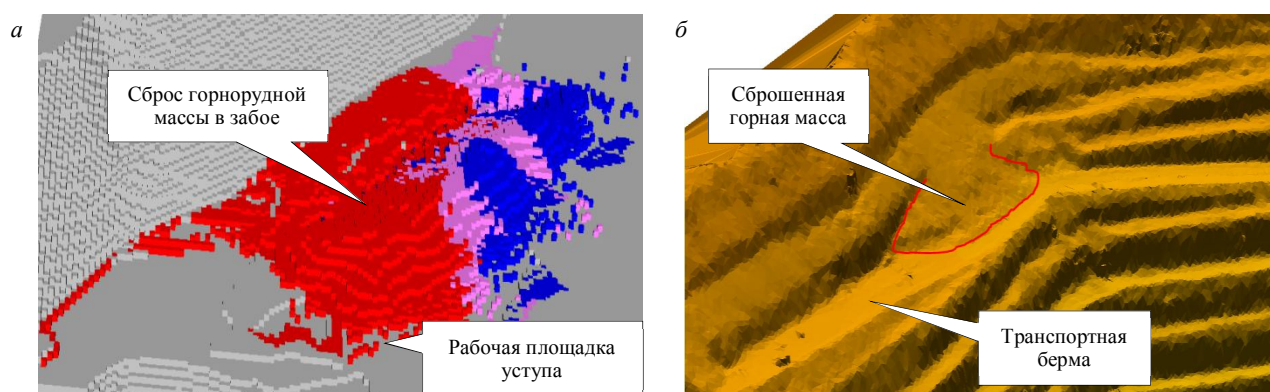 а
Сброс горнорудной
массы в забое
Рабочая площадка
уступа
б
Сброшенная
горная масса
Транспортная
берма